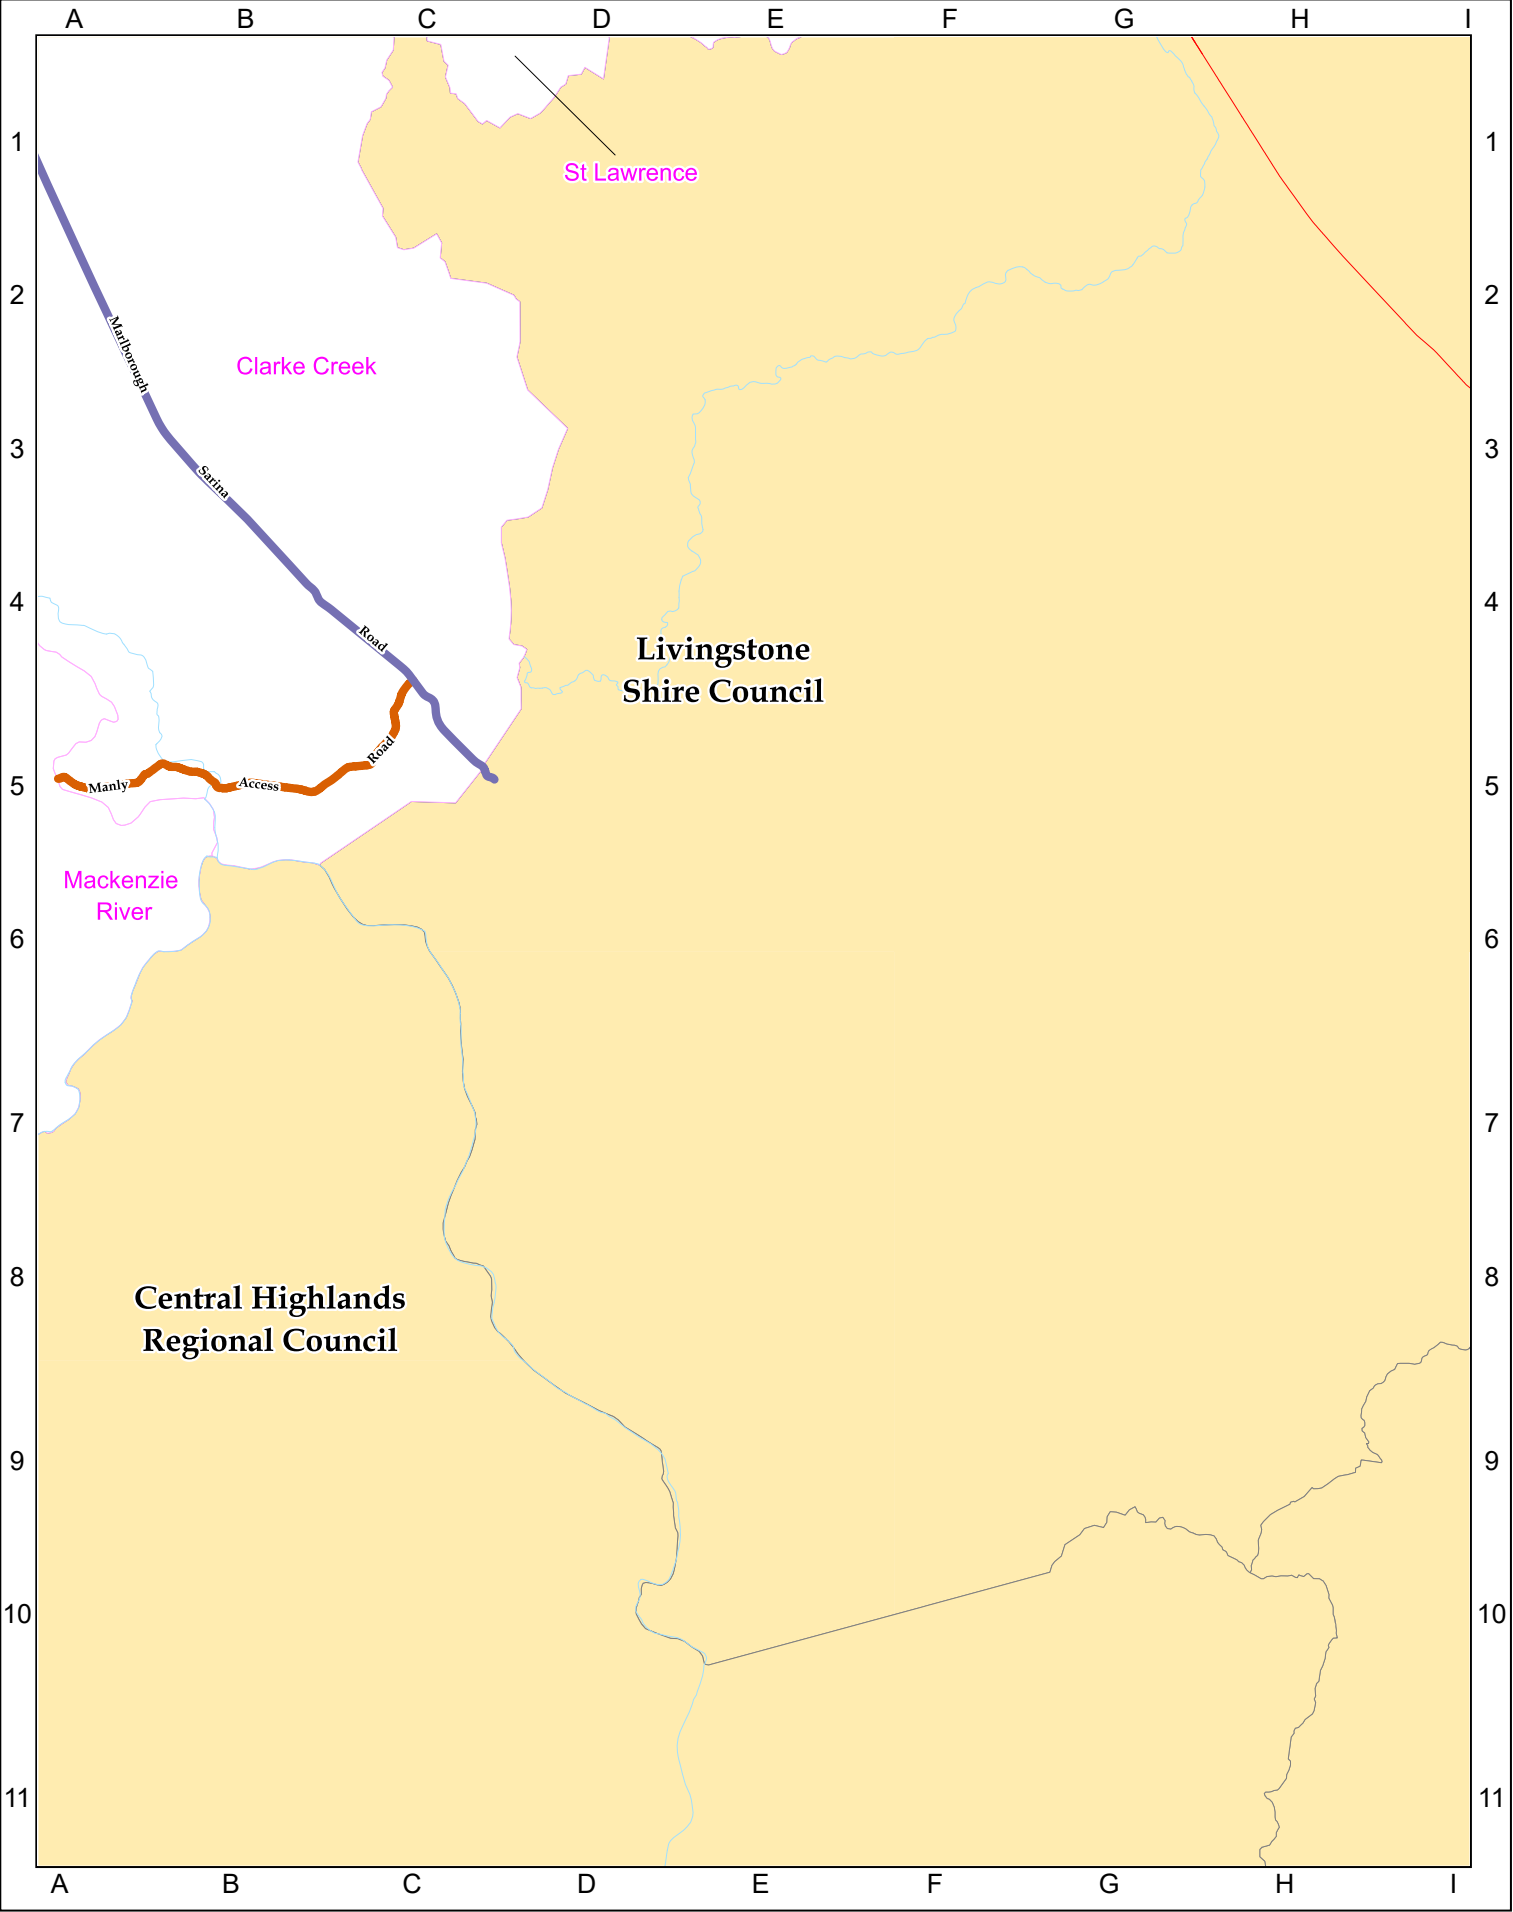 A B C D E F G H I
1 1
St Lawrence
2 2
Marlborough
Clarke Creek
3 3
Sarina
4 4
Road
Livingstone
Shire Council
Road
5 Manly Access 5
Mackenzie
River
6 6
7 7
8 8
Central Highlands
Regional Council
9 9
10 10
11 11
A B C D E F G H I